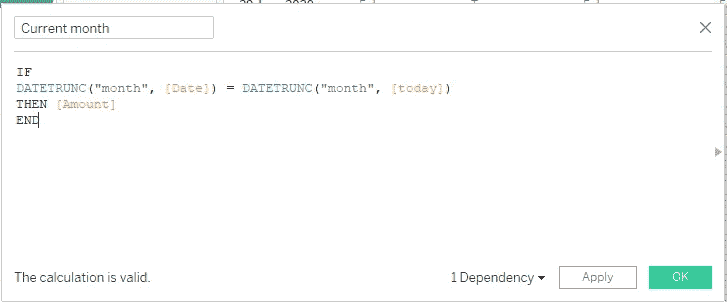 Current month
IF
DATETRUNC("month", [Date]) = DATETRUNC("month", [today])
THEN [Amount]
END
The calculation is valid.
1 Dependency
Apply
OK